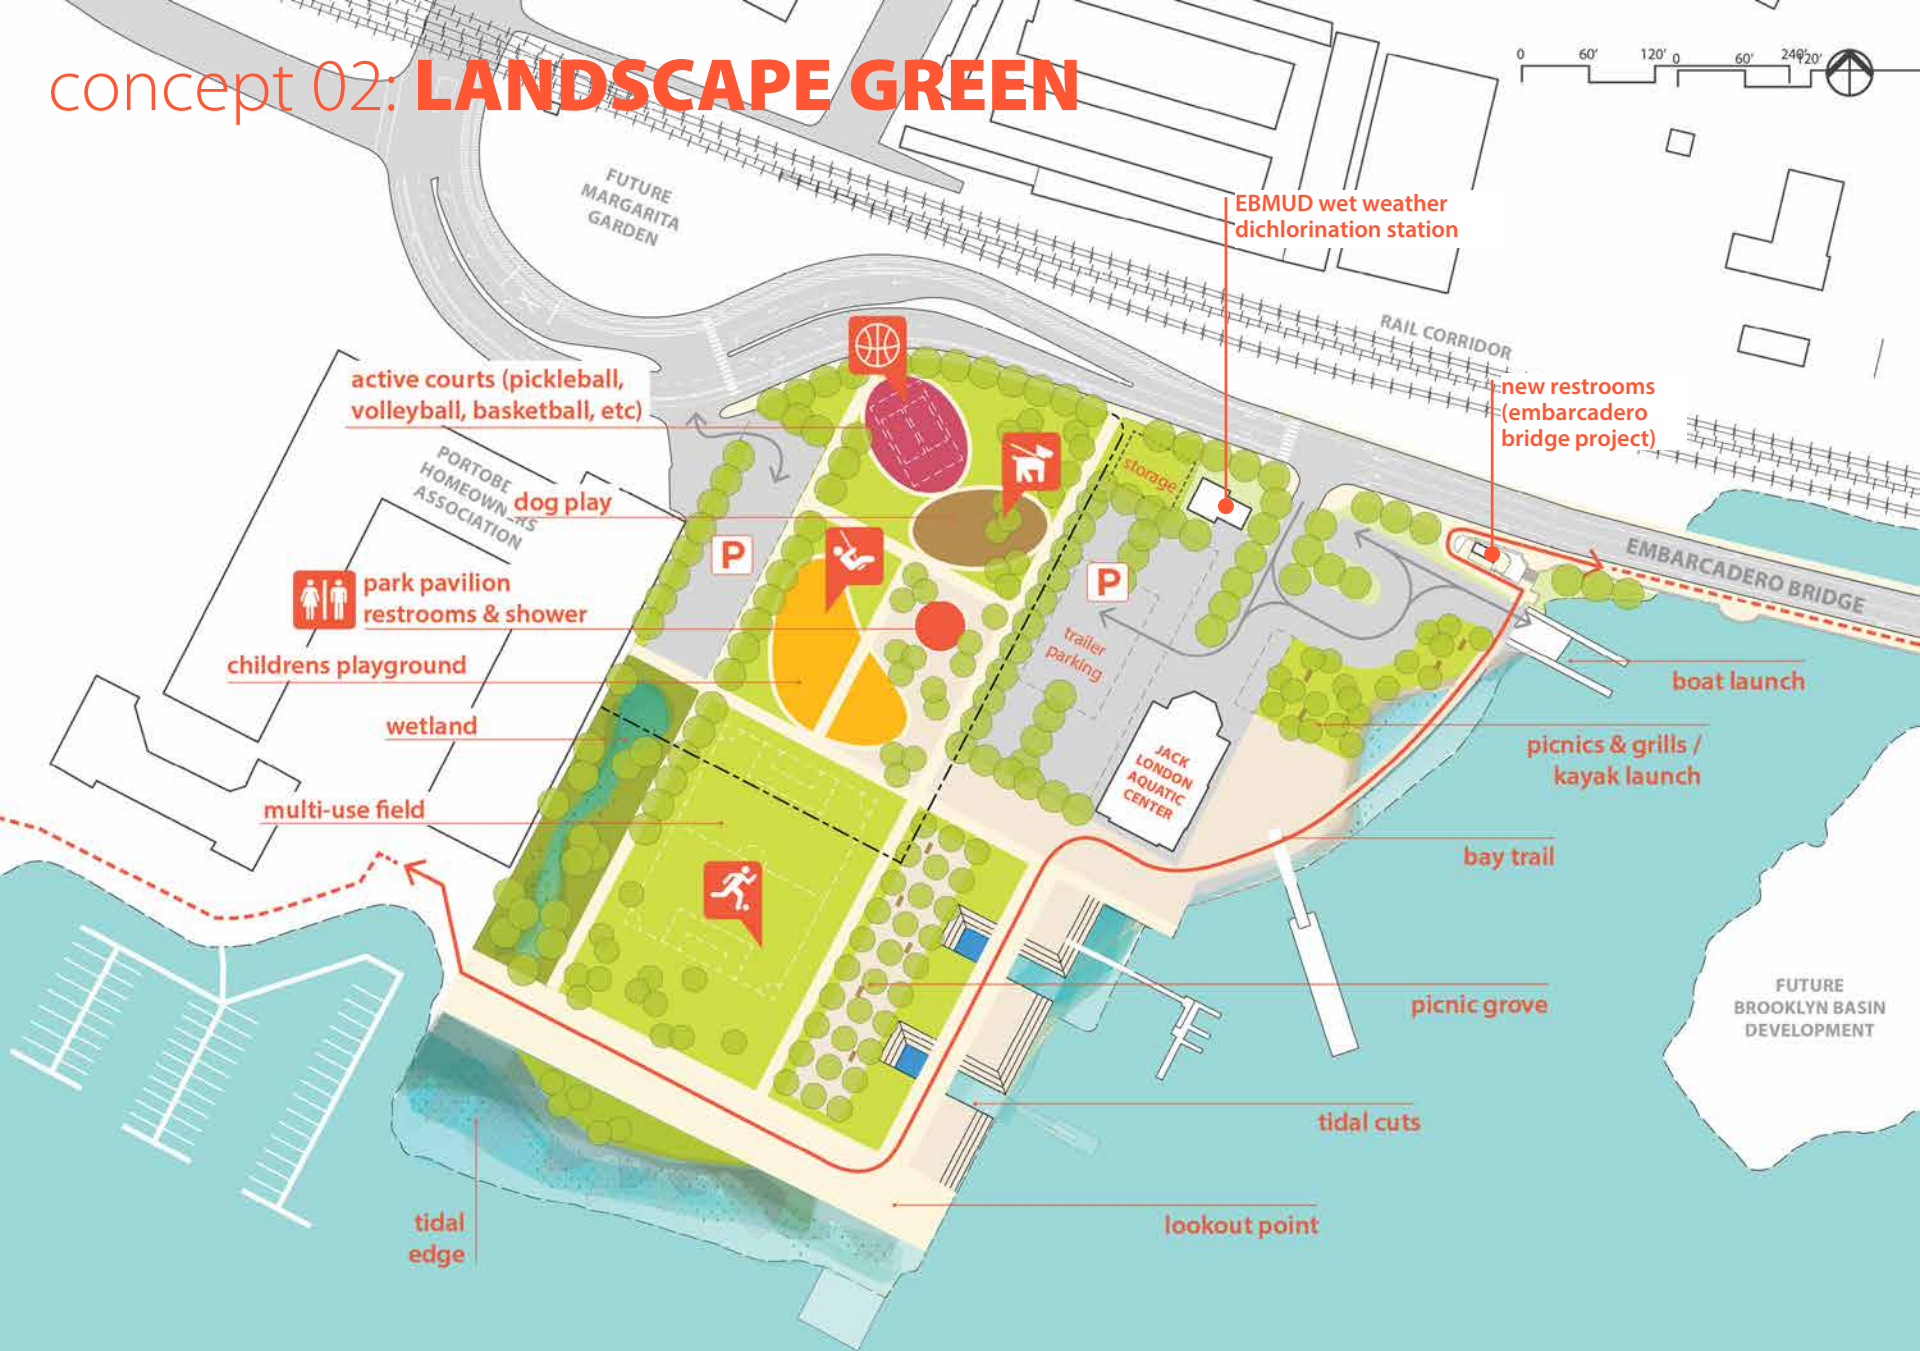 concept 02: LANDSCAPE GREEN
0 60' 120' 0 60' 240' 120'
FUTURE
MARGARITA
GARDEN
EBMUD wet weather
dichlorination station
RAIL CORRIDOR
active courts (pickleball,
volleyball, basketball, etc)
new restrooms
(embarcadero
bridge project)
PORTOBE
HOMEOWNERS
ASSOCIATION
storage
dog play
P
P
EMBARCADERO BRIDGE
park pavilion
restrooms & shower
trailer
parking
childrens playground
boat launch
wetland
picnics & grills /
kayak launch
JACK
LONDON
AQUATIC
CENTER
multi-use field
bay trail
picnic grove
FUTURE
BROOKLYN BASIN
DEVELOPMENT
tidal cuts
tidal
edge
lookout point